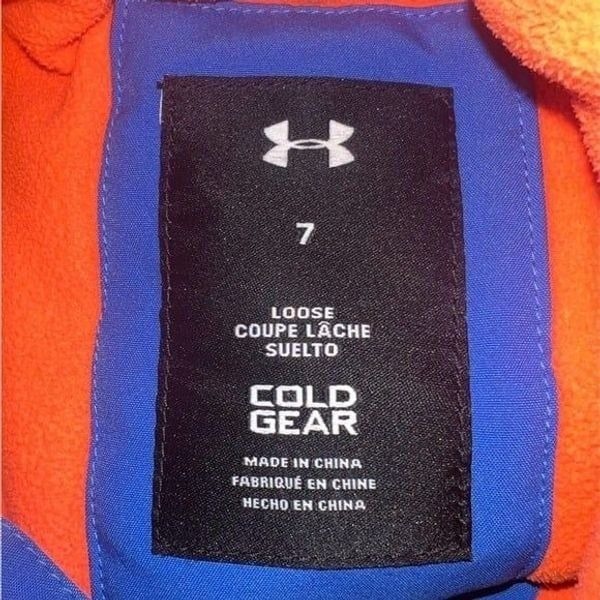 7
LOOSE
COUPE LÂCHE
SUELTO
COLD
GEAR
MADE IN CHINA
FABRIQUÉ EN CHINE
HECHO EN CHINA